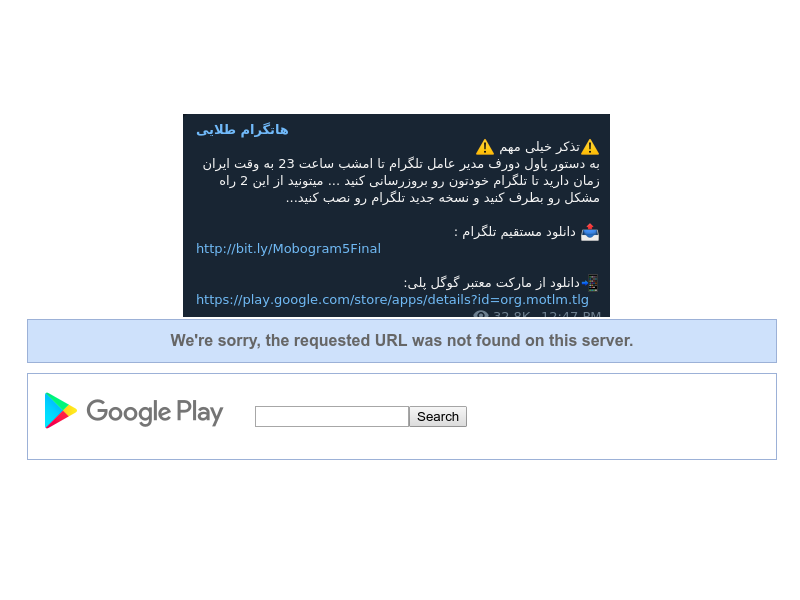 هاتگرام طلایی
⚠️تذکر خیلی مهم ⚠️
به دستور پاول دورف مدیر عامل تلگرام تا امشب ساعت 23 به وقت ایران
زمان دارید تا تلگرام خودتون رو بروزرسانی کنید ... میتونید از این 2 راه
مشکل رو بطرف کنید و نسخه جدید تلگرام رو نصب کنید...
📤 دانلود مستقیم تلگرام :
http://bit.ly/Mobogram5Final
📲دانلود از مارکت معتبر گوگل پلی:
https://play.google.com/store/apps/details?id=org.motlm.tlg
32.8K 12:47 PM
We're sorry, the requested URL was not found on this server.
Google Play
Search